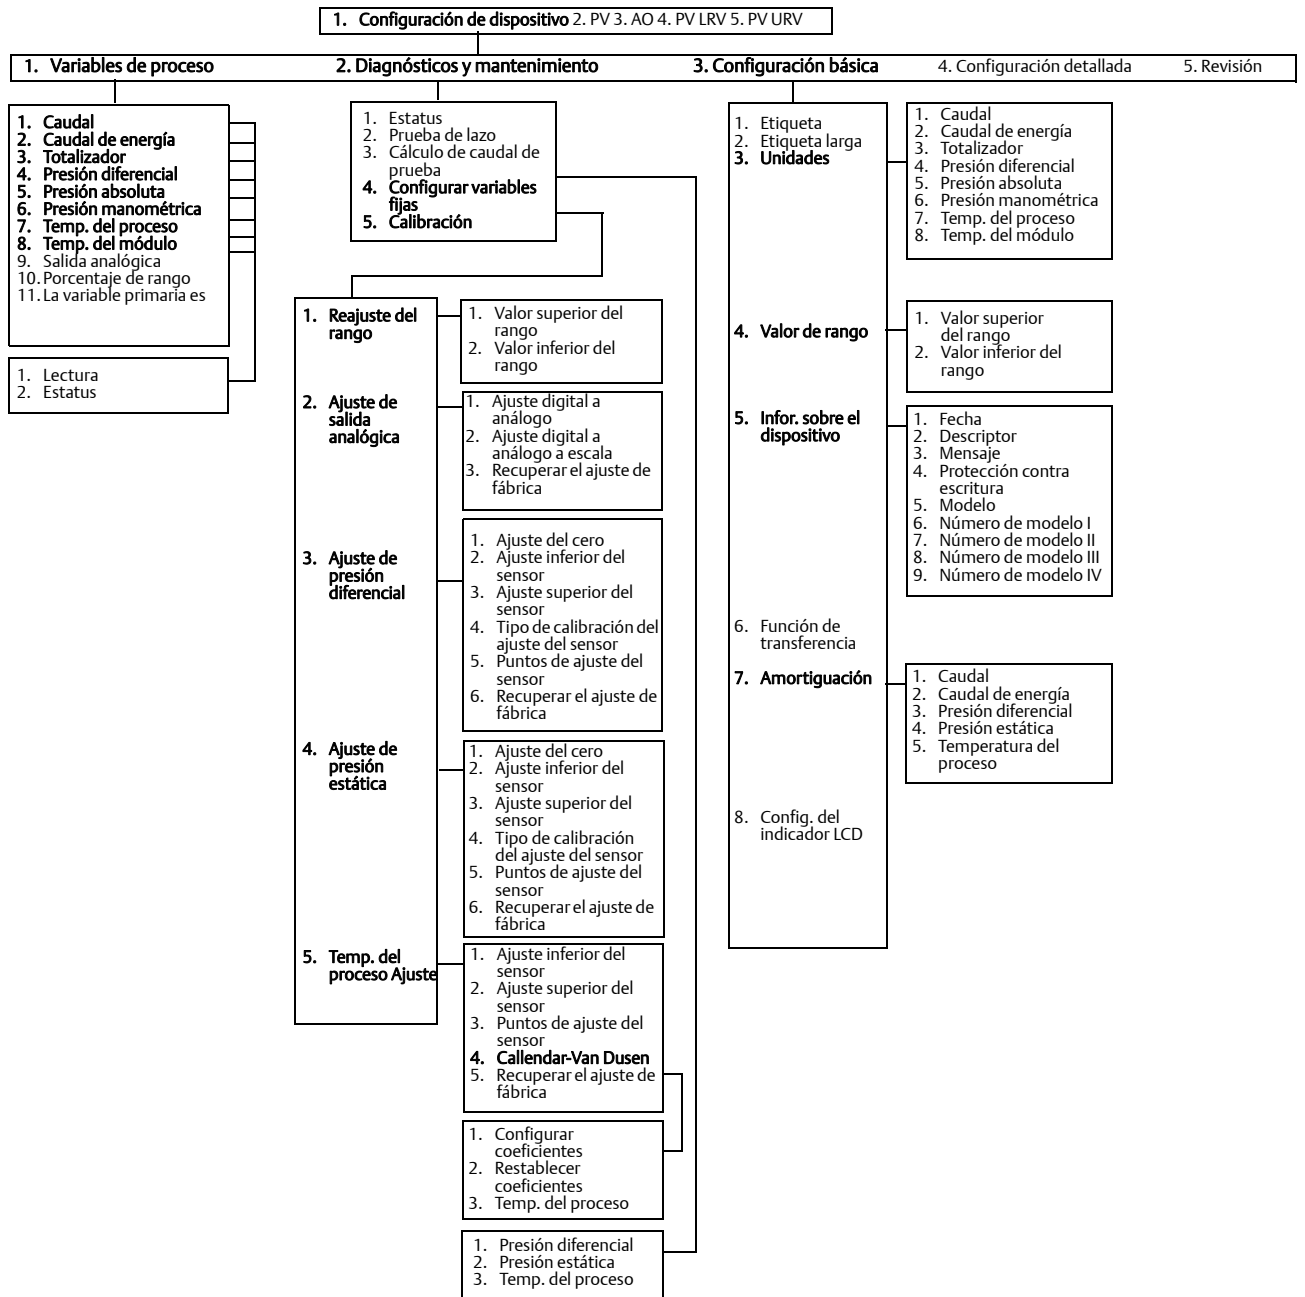 1. Configuración de dispositivo 2. PV 3. AO 4. PV LRV 5. PV URV
1. Variables de proceso
2. Diagnósticos y mantenimiento
3. Configuración básica
4. Configuración detallada
5. Revisión
1. Caudal
2. Caudal de energía
3. Totalizador
4. Presión diferencial
5. Presión absoluta
6. Presión manométrica
7. Temp. del proceso
8. Temp. del módulo
9. Salida analógica
10. Porcentaje de rango
11. La variable primaria es
1. Lectura
2. Estatus
1. Estatus
2. Prueba de lazo
3. Cálculo de caudal de
prueba
4. Configurar variables
fijas
5. Calibración
1. Reajuste del
rango
2. Ajuste de
salida
analógica
3. Ajuste de
presión
diferencial
4. Ajuste de
presión
estática
5. Temp. del
proceso Ajuste
1. Valor superior del
rango
2. Valor inferior del
rango
1. Ajuste digital a
análogo
2. Ajuste digital a
análogo a escala
3. Recuperar el ajuste de
fábrica
1. Ajuste del cero
2. Ajuste inferior del
sensor
3. Ajuste superior del
sensor
4. Tipo de calibración del
ajuste del sensor
5. Puntos de ajuste del
sensor
6. Recuperar el ajuste de
fábrica
1. Ajuste del cero
2. Ajuste inferior del
sensor
3. Ajuste superior del
sensor
4. Tipo de calibración
del ajuste del sensor
5. Puntos de ajuste del
sensor
6. Recuperar el ajuste de
fábrica
1. Ajuste inferior del
sensor
2. Ajuste superior del
sensor
3. Puntos de ajuste del
sensor
4. Callendar-Van Dusen
5. Recuperar el ajuste de
fábrica
1. Configurar
coeficientes
2. Restablecer
coeficientes
3. Temp. del proceso
1. Presión diferencial
2. Presión estática
3. Temp. del proceso
1. Etiqueta
2. Etiqueta larga
3. Unidades
4. Valor de rango
5. Infor. sobre el
dispositivo
6. Función de
transferencia
7. Amortiguación
8. Config. del
indicador LCD
1. Caudal
2. Caudal de energía
3. Totalizador
4. Presión diferencial
5. Presión absoluta
6. Presión manométrica
7. Temp. del proceso
8. Temp. del módulo
1. Valor superior
del rango
2. Valor inferior del
rango
1. Fecha
2. Descriptor
3. Mensaje
4. Protección contra
escritura
5. Modelo
6. Número de modelo I
7. Número de modelo II
8. Número de modelo III
9. Número de modelo IV
1. Caudal
2. Caudal de energía
3. Presión diferencial
4. Presión estática
5. Temperatura del
proceso